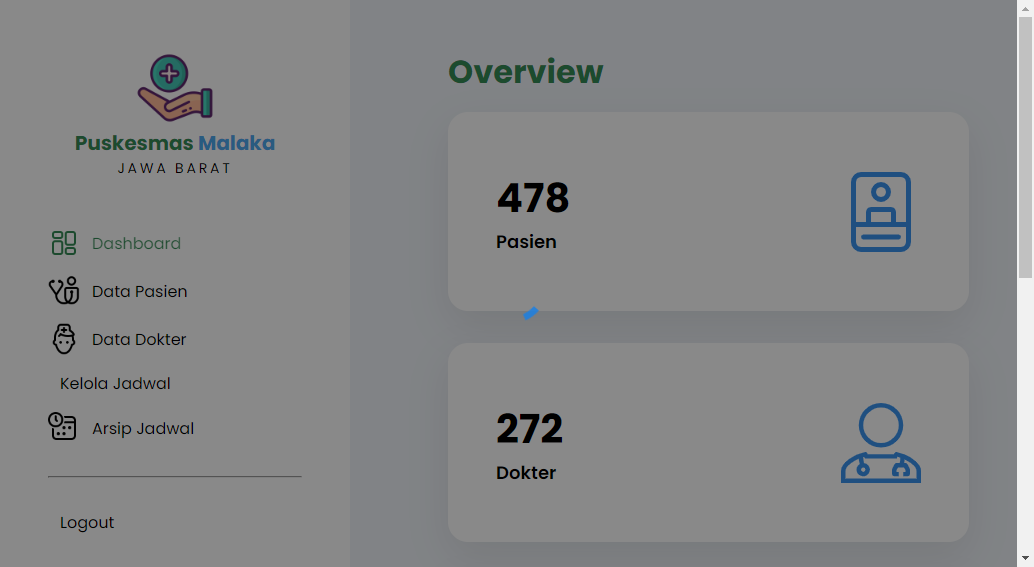 Puskesmas Malaka
JAWA BARAT
Dashboard
Data Pasien
Data Dokter
Kelola Jadwal
Arsip Jadwal
Logout
Overview
478
Pasien
272
Dokter